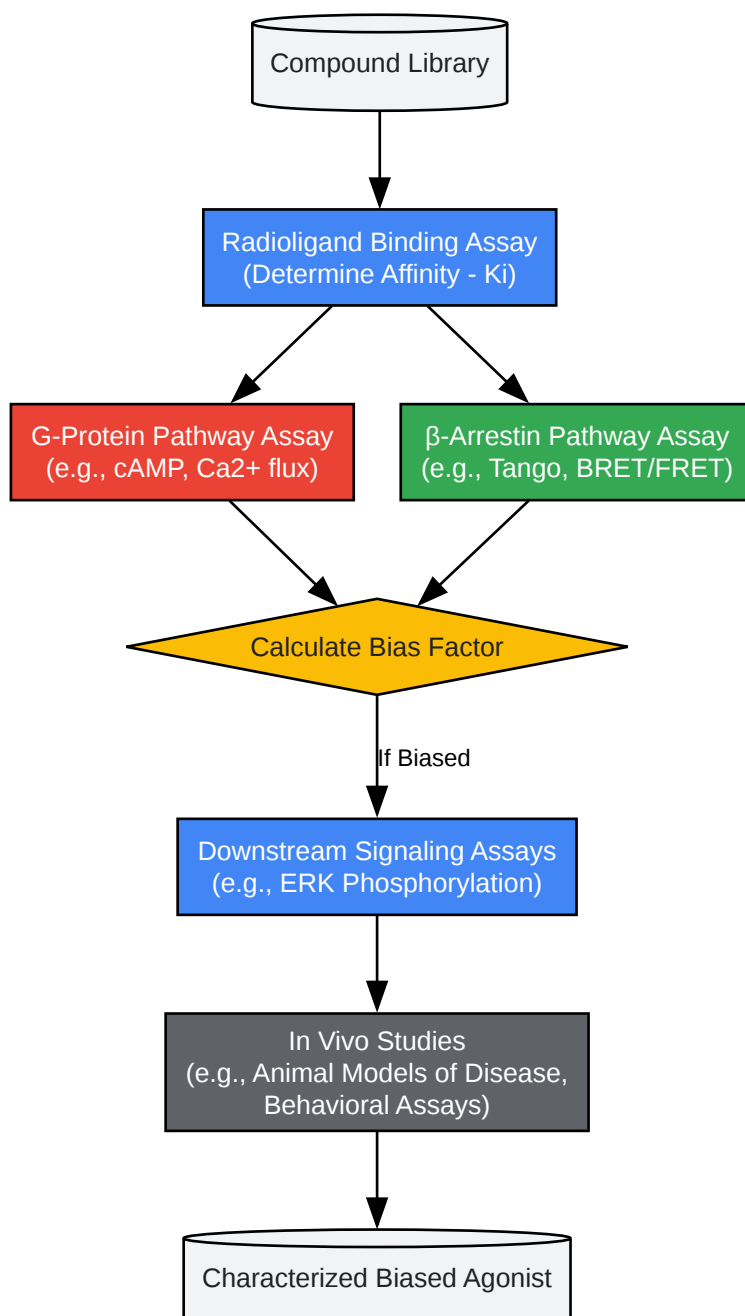 Compound Library
Radioligand Binding Assay
(Determine Affinity - Ki)
G-Protein Pathway Assay
(e.g., cAMP, Ca2+ flux)
β-Arrestin Pathway Assay
(e.g., Tango, BRET/FRET)
Calculate Bias Factor
If Biased
Downstream Signaling Assays
(e.g., ERK Phosphorylation)
In Vivo Studies
(e.g., Animal Models of Disease,
Behavioral Assays)
Characterized Biased Agonist